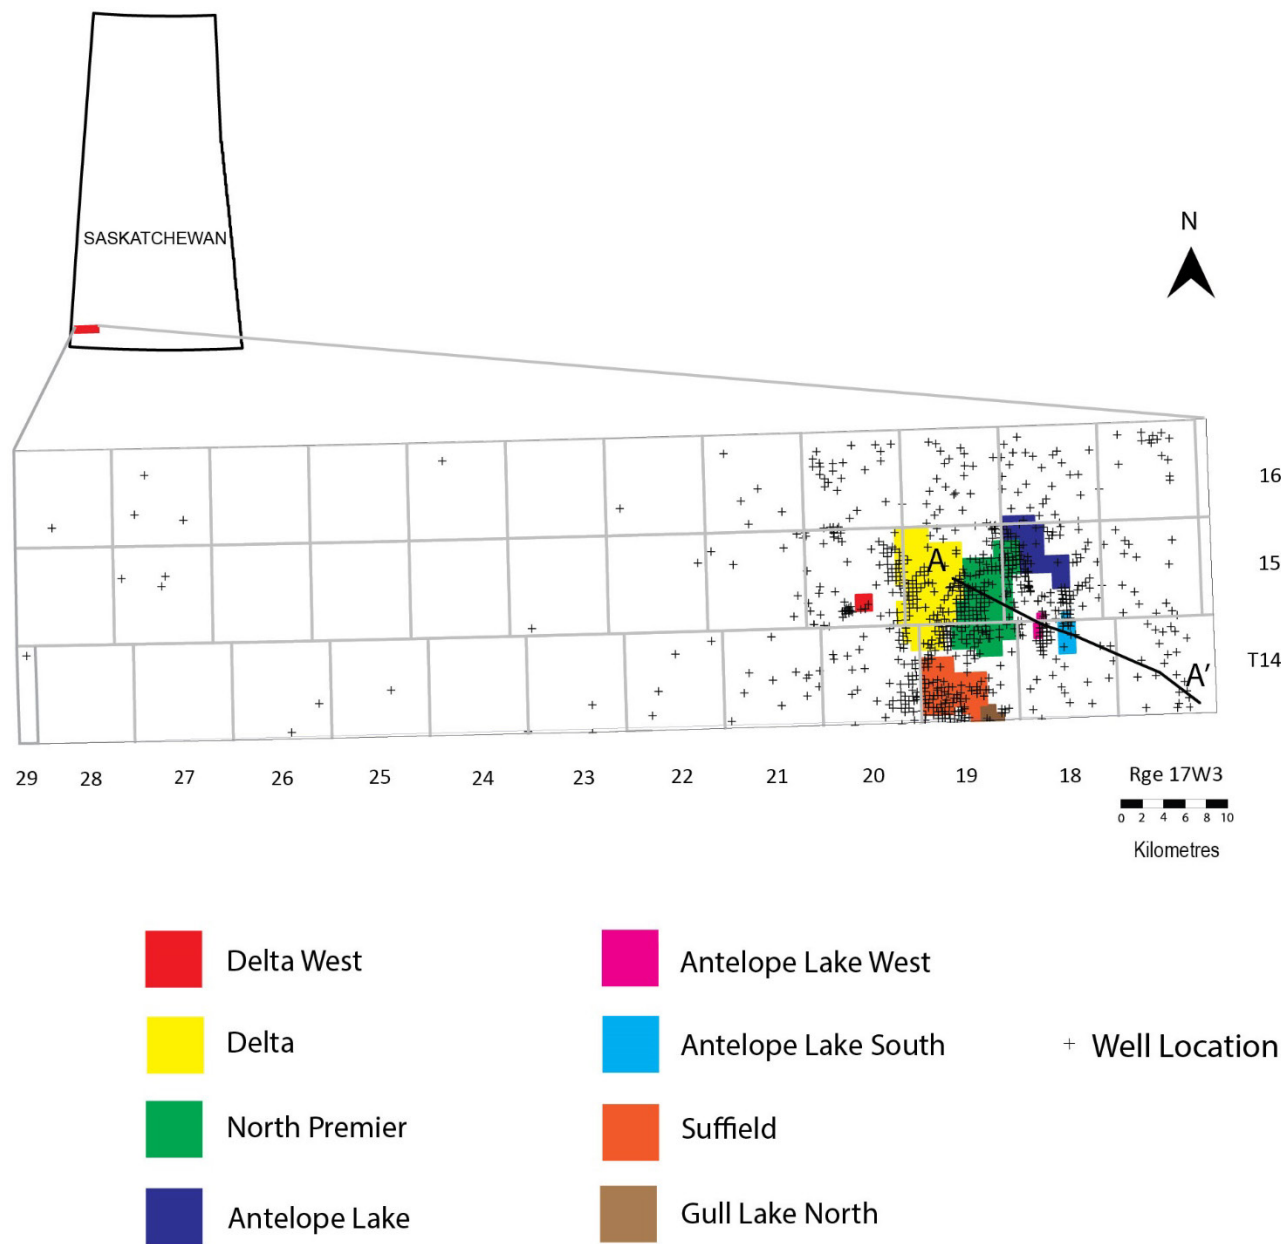 SASKATCHEWAN
N
16
A
15
T14
A’
29 28 27 26 25 24 23 22 21 20 19 18 Rge 17W3
0 2 4 6 8 10
Kilometres
Delta West
Antelope Lake West
Delta
Antelope Lake South
+ Well Location
North Premier
Suffield
Antelope Lake
Gull Lake North